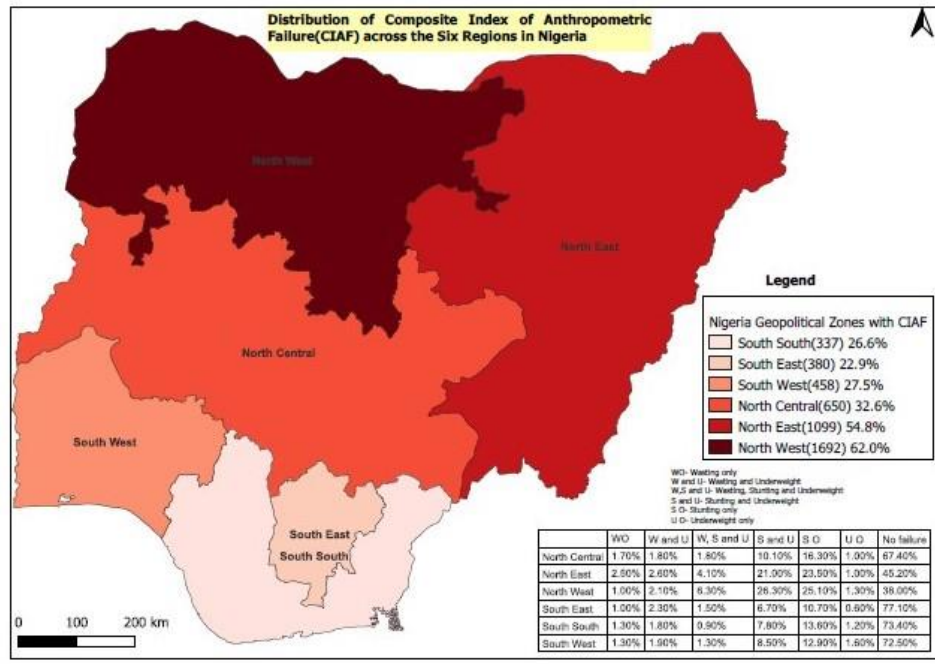 Distribution of Composite Index of Anthropometric
Failure(CIAF) across the Six Regions in Nigeria
North West
North East
North Central
South West
South East
South South
Legend
Nigeria Geopolitical Zones with CIAF
South South(337) 26.6%
South East(380) 22.9%
South West(458) 27.5%
North Central(650) 32.6%
North East(1099) 54.8%
North West(1692) 62.0%
WO- Wasting only
W and U- Wasting and Underweight
W,S and U- Wasting, Stunting and Underweight
S and U- Stunting and Underweight
S O- Stunting only
U O- Underweight only
WO W and U W, S and U S and U S O U O No failure
North Central 1.70% 1.80% 1.80% 10.10% 16.30% 1.00% 67.40%
North East 2.50% 2.60% 4.10% 21.00% 23.50% 1.00% 45.20%
North West 1.00% 2.10% 6.30% 26.30% 25.10% 1.30% 38.00%
South East 1.00% 2.30% 1.50% 6.70% 10.70% 0.60% 77.10%
South South 1.30% 1.80% 0.90% 7.80% 13.60% 1.20% 73.40%
South West 1.30% 1.90% 1.30% 8.50% 12.90% 1.60% 72.50%
0 100 200 km